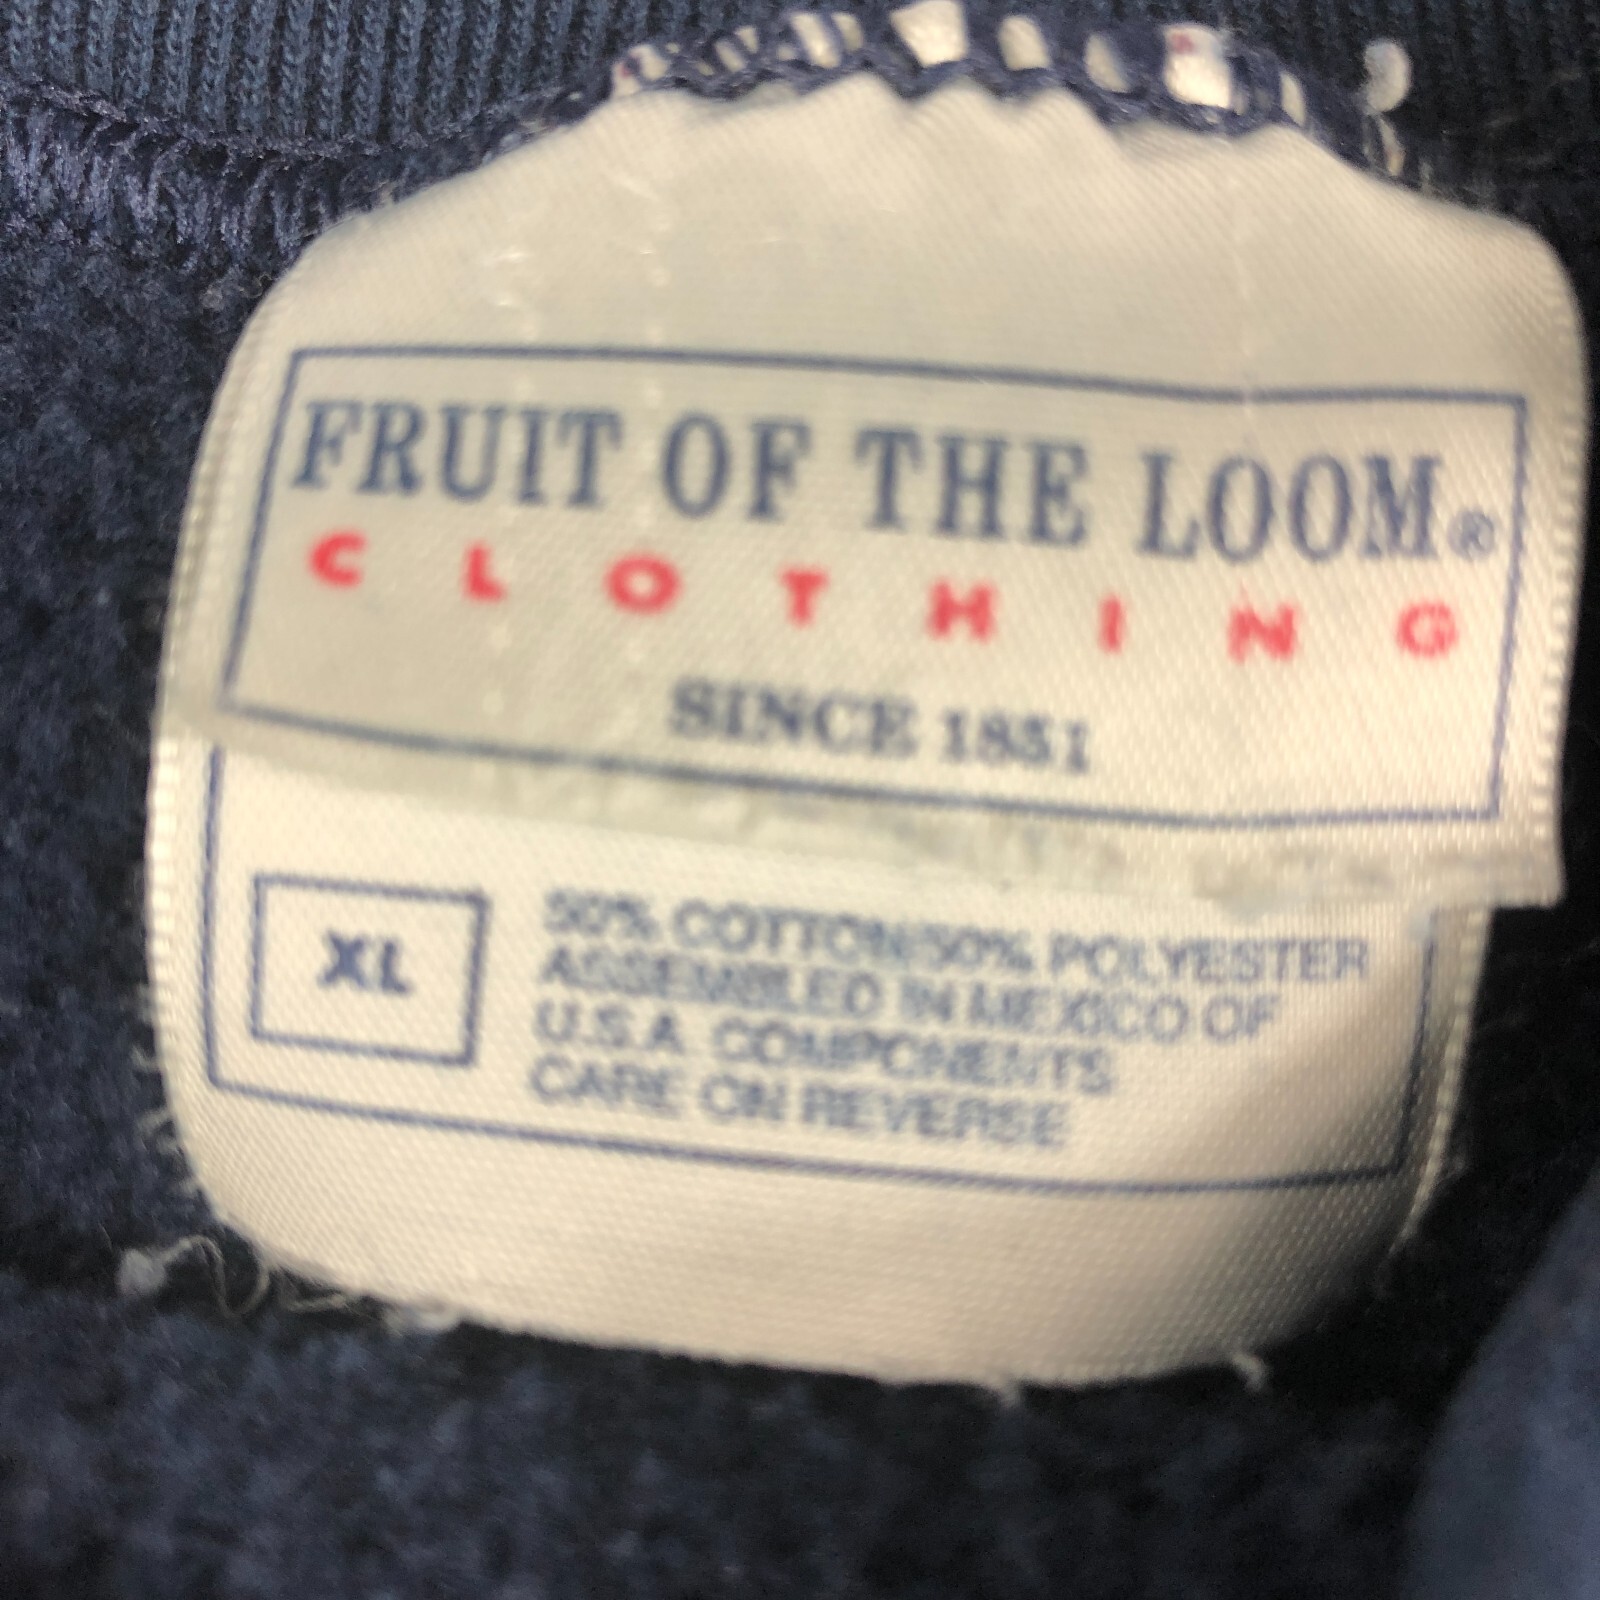 FRUIT OF THE LOOM®
CLOTHING
SINCE 1851
XL
50% COTTON/50% POLYESTER
ASSEMBLED IN MEXICO OF
U.S.A. COMPONENTS
CARE ON REVERSE